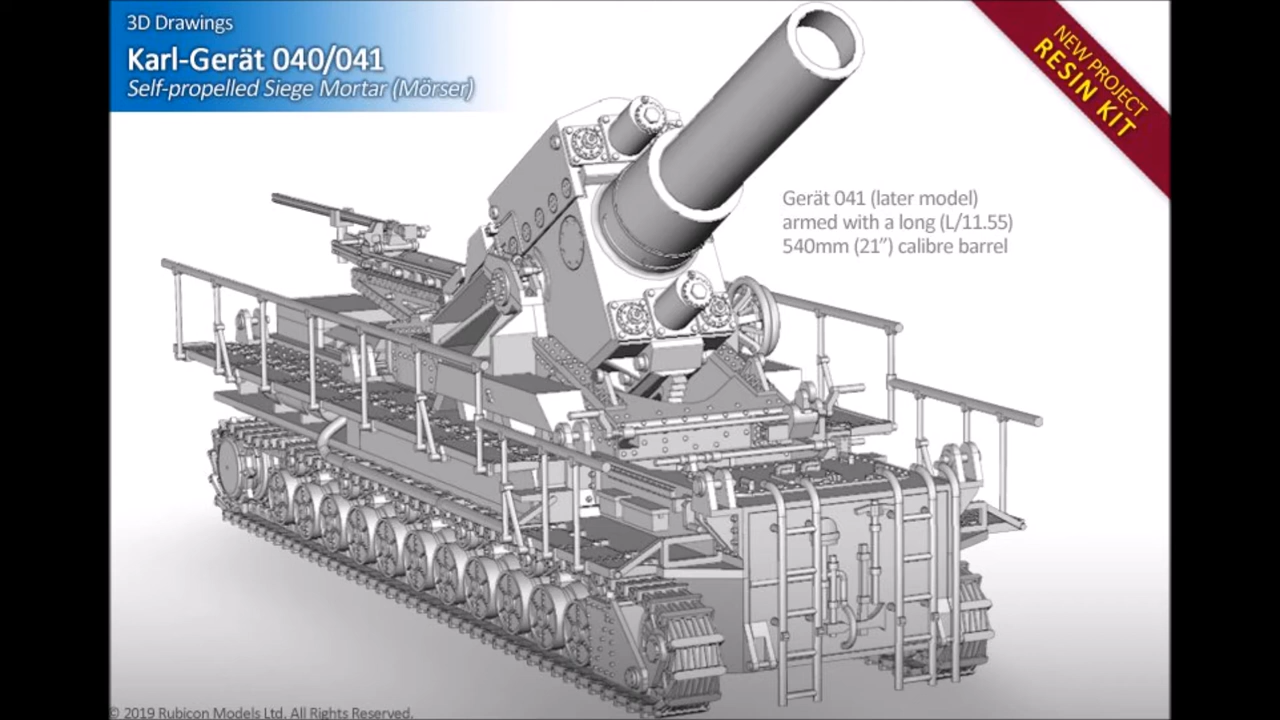 3D Drawings
Karl-Gerät 040/041
Self-propelled Siege Mortar (Mörser)
NEW PROJECT
RESIN KIT
Gerät 041 (later model)
armed with a long (L/11.55)
540mm (21”) calibre barrel
© 2019 Rubicon Models Ltd. All Rights Reserved.